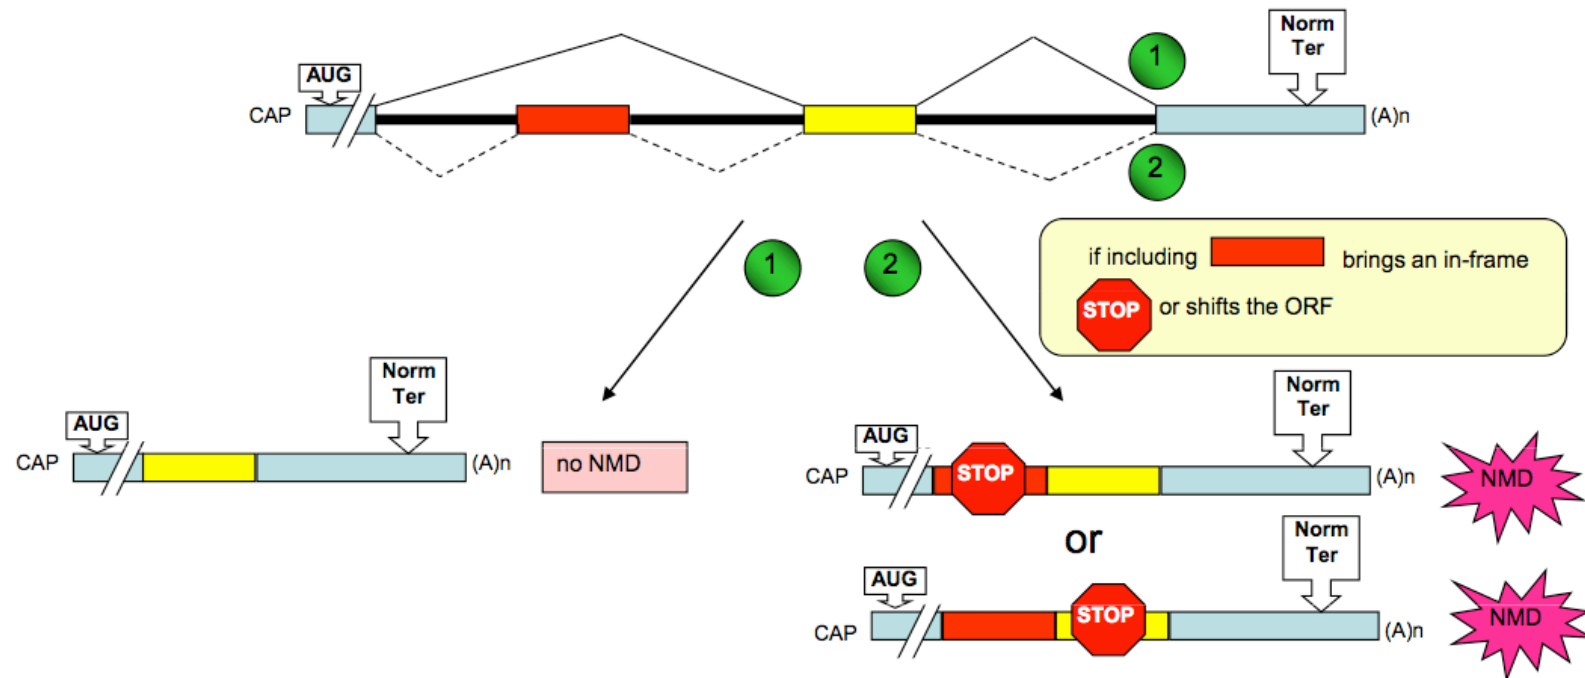 Norm
Ter
1
AUG
CAP
(A)n
2
1
2
if including brings an in-frame
STOP or shifts the ORF
Norm
Ter
AUG
CAP
(A)n
no NMD
Norm
Ter
AUG
CAP
STOP
(A)n
NMD
or
Norm
Ter
AUG
CAP
STOP
(A)n
NMD